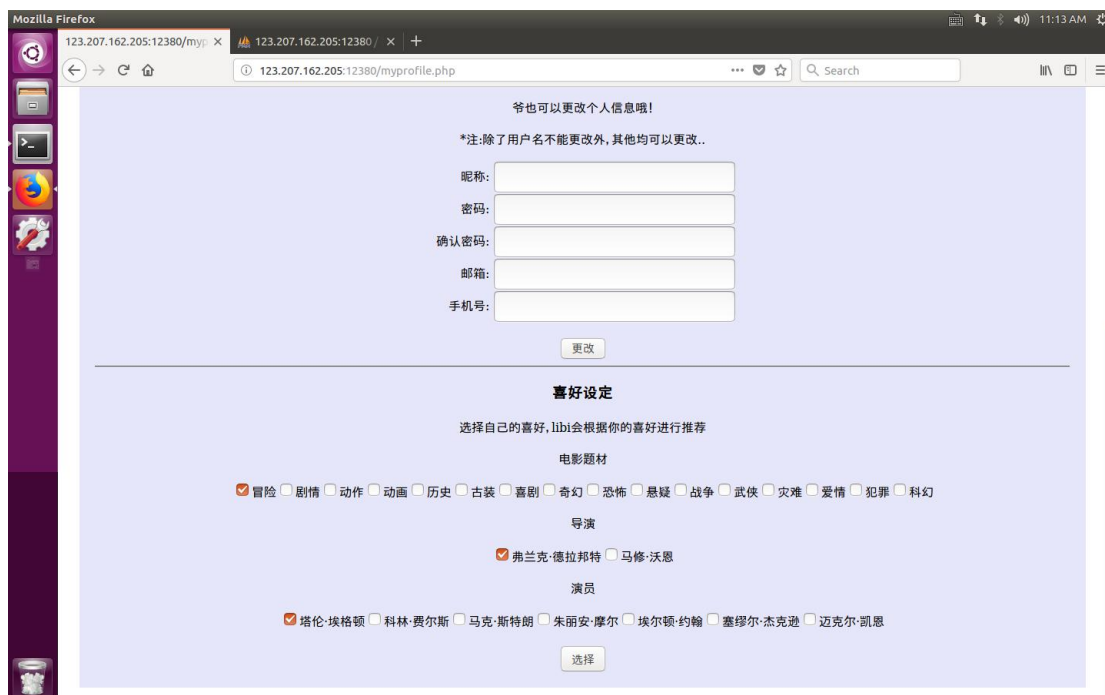 Mozilla Firefox
11:13 AM
123.207.162.205:12380/myp
123.207.162.205:12380/
123.207.162.205:12380/myprofile.php
Search
爷也可以更改个人信息哦!
*注:除了用户名不能更改外,其他均可以更改..
昵称:
密码:
确认密码:
邮箱:
手机号:
更改
喜好设定
选择自己的喜好,libi会根据你的喜好进行推荐
电影题材
冒险 剧情 动作 动画 历史 古装 喜剧 奇幻 恐怖 悬疑 战争 武侠 灾难 爱情 犯罪 科幻
导演
弗兰克·德拉邦特 马修·沃恩
演员
塔伦·埃格顿 科林·费尔斯 马克·斯特朗 朱丽安·摩尔 埃尔顿·约翰 塞缪尔·杰克逊 迈克尔·凯恩
选择